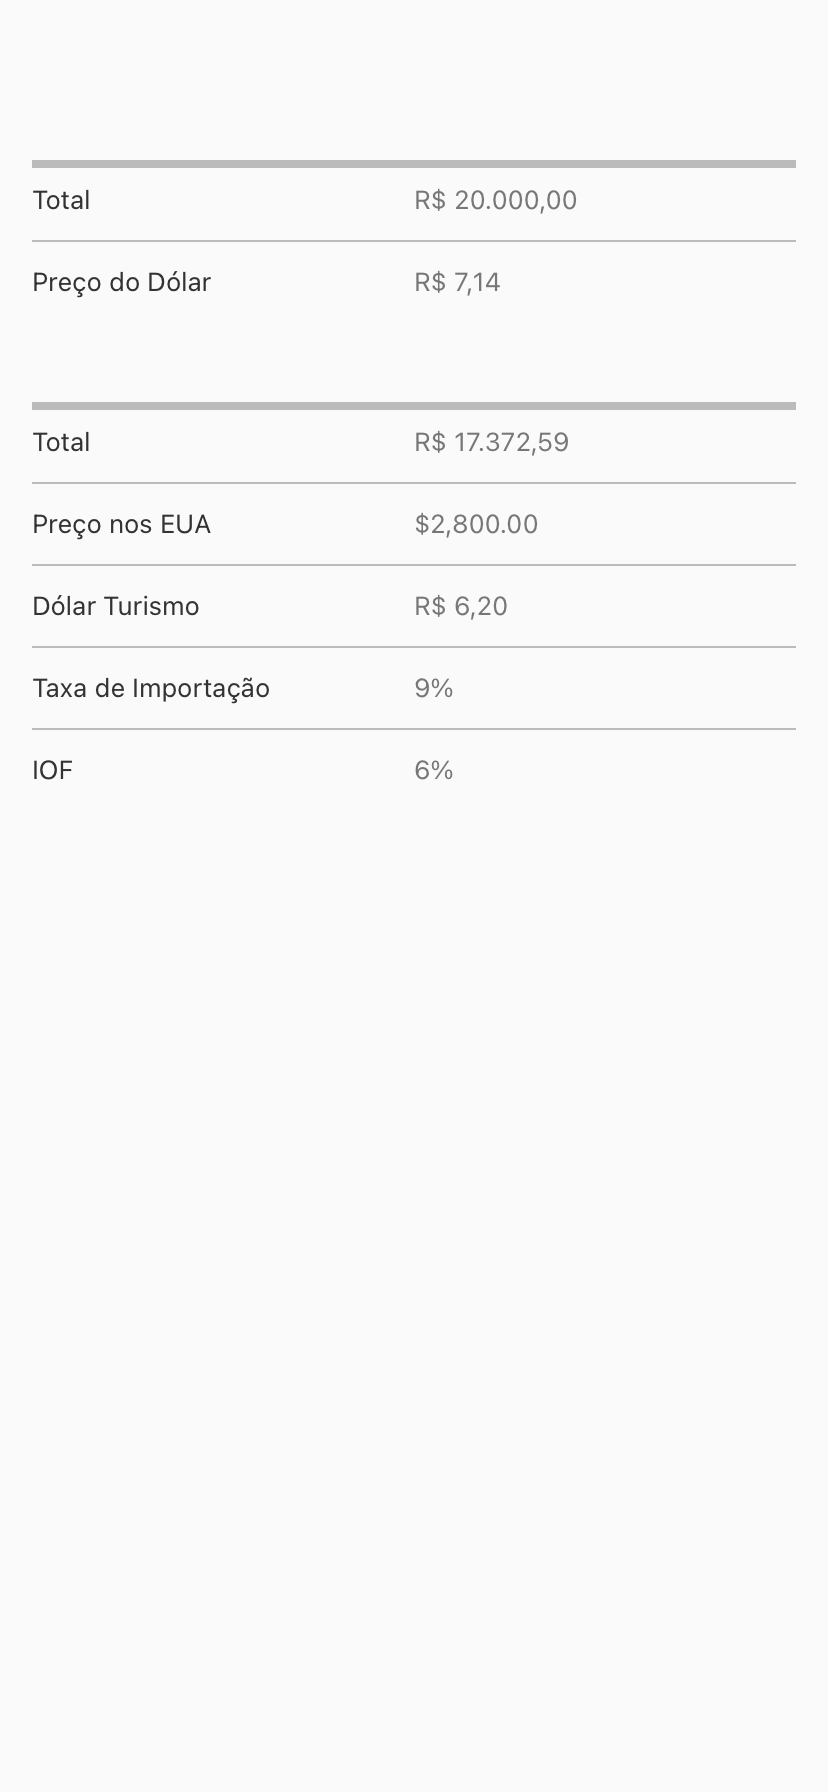 Total R$ 20.000,00
Preço do Dólar R$ 7,14
Total R$ 17.372,59
Preço nos EUA $2,800.00
Dólar Turismo R$ 6,20
Taxa de Importação 9%
IOF 6%